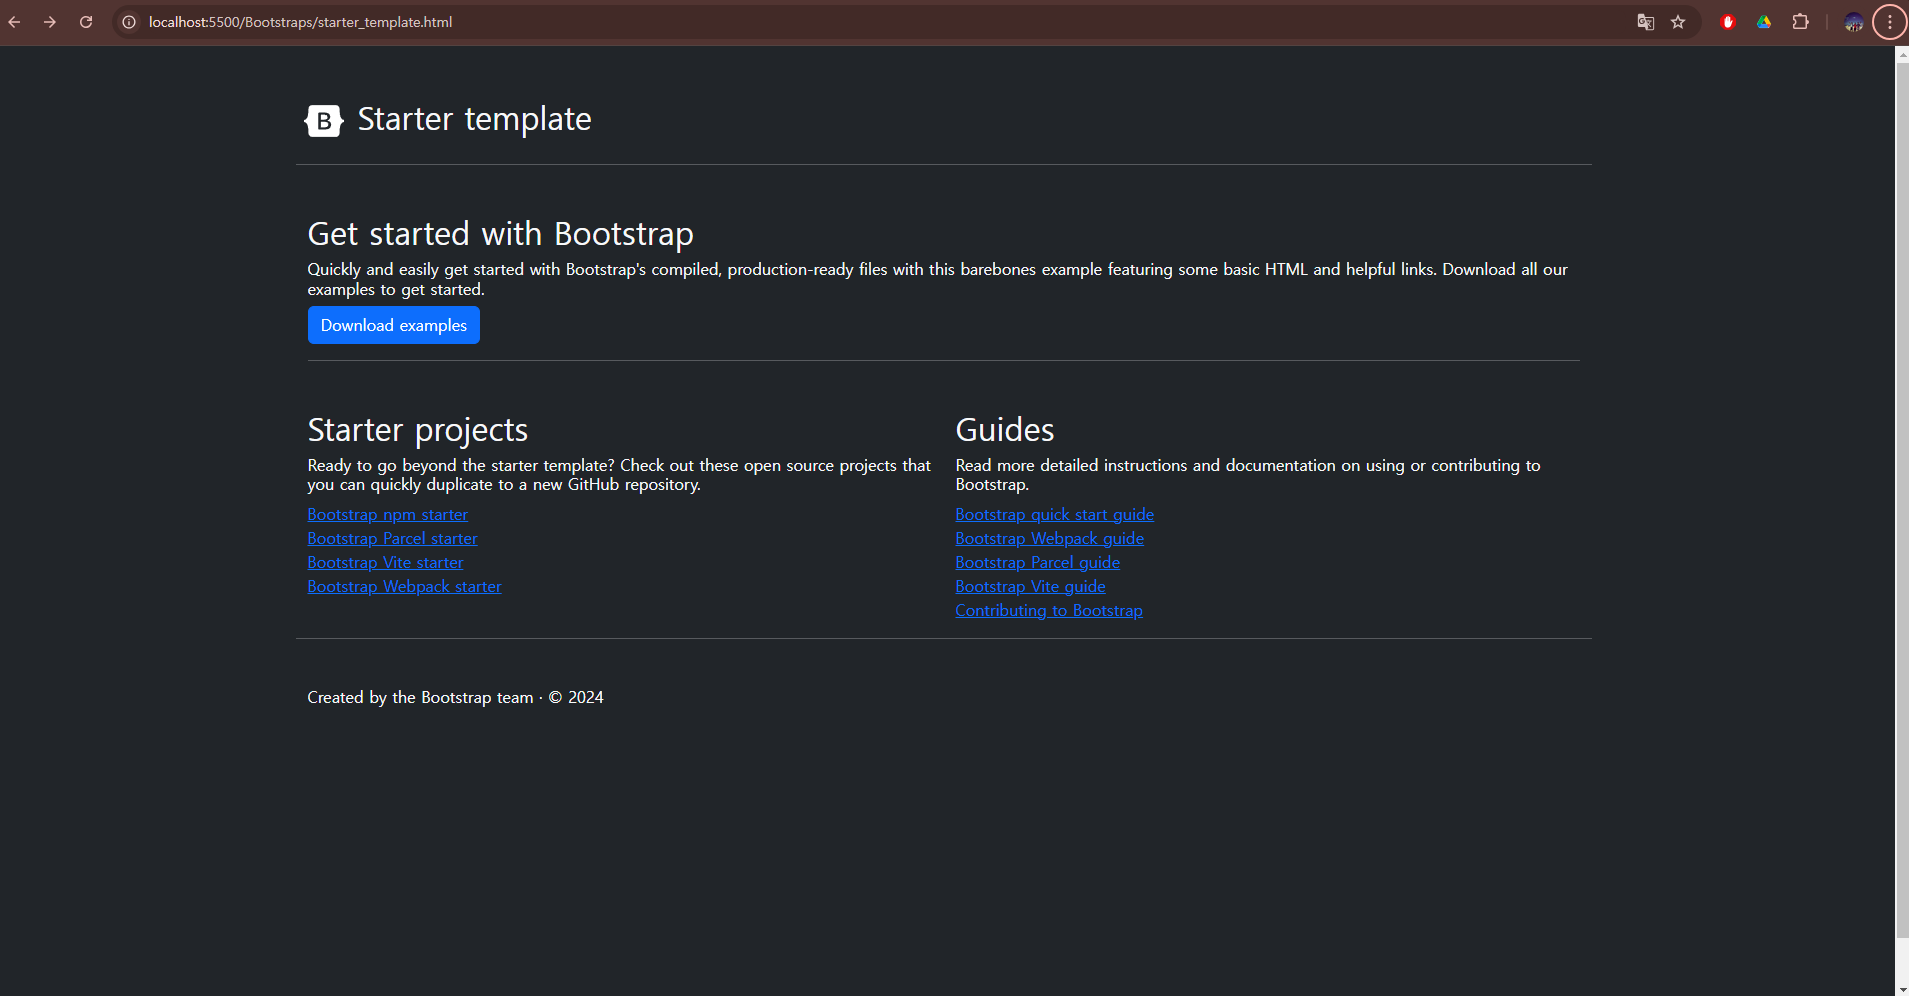 localhost:5500/Bootstraps/starter_template.html
B Starter template
Get started with Bootstrap
Quickly and easily get started with Bootstrap's compiled, production-ready files with this barebones example featuring some basic HTML and helpful links. Download all our
examples to get started.
Download examples
Starter projects
Ready to go beyond the starter template? Check out these open source projects that
you can quickly duplicate to a new GitHub repository.
Bootstrap npm starter
Bootstrap Parcel starter
Bootstrap Vite starter
Bootstrap Webpack starter
Guides
Read more detailed instructions and documentation on using or contributing to
Bootstrap.
Bootstrap quick start guide
Bootstrap Webpack guide
Bootstrap Parcel guide
Bootstrap Vite guide
Contributing to Bootstrap
Created by the Bootstrap team · © 2024